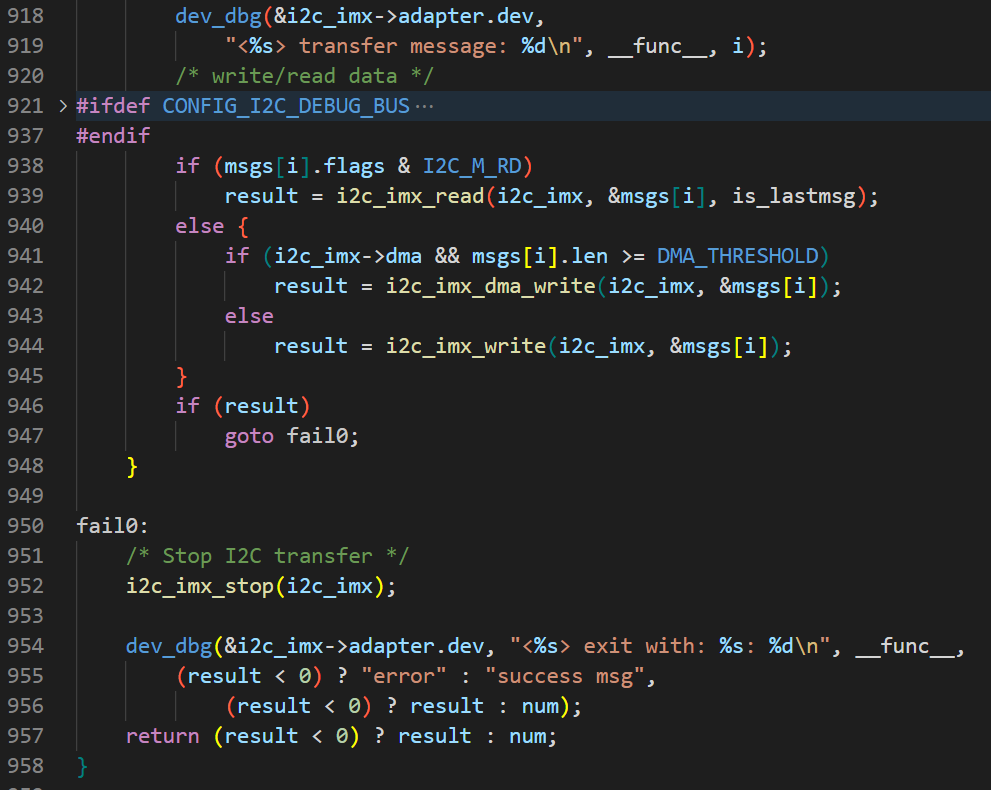 918 dev_dbg(&i2c_imx->adapter.dev,
919 "<%s> transfer message: %d\n", __func__, i);
920 /* write/read data */
921 > #ifdef CONFIG_I2C_DEBUG_BUS ···
937 #endif
938 if (msgs[i].flags & I2C_M_RD)
939 result = i2c_imx_read(i2c_imx, &msgs[i], is_lastmsg);
940 else {
941 if (i2c_imx->dma && msgs[i].len >= DMA_THRESHOLD)
942 result = i2c_imx_dma_write(i2c_imx, &msgs[i]);
943 else
944 result = i2c_imx_write(i2c_imx, &msgs[i]);
945 }
946 if (result)
947 goto fail0;
948 }
949
950 fail0:
951 /* Stop I2C transfer */
952 i2c_imx_stop(i2c_imx);
953
954 dev_dbg(&i2c_imx->adapter.dev, "<%s> exit with: %s: %d\n", __func__,
955 (result < 0) ? "error" : "success msg",
956 (result < 0) ? result : num);
957 return (result < 0) ? result : num;
958 }